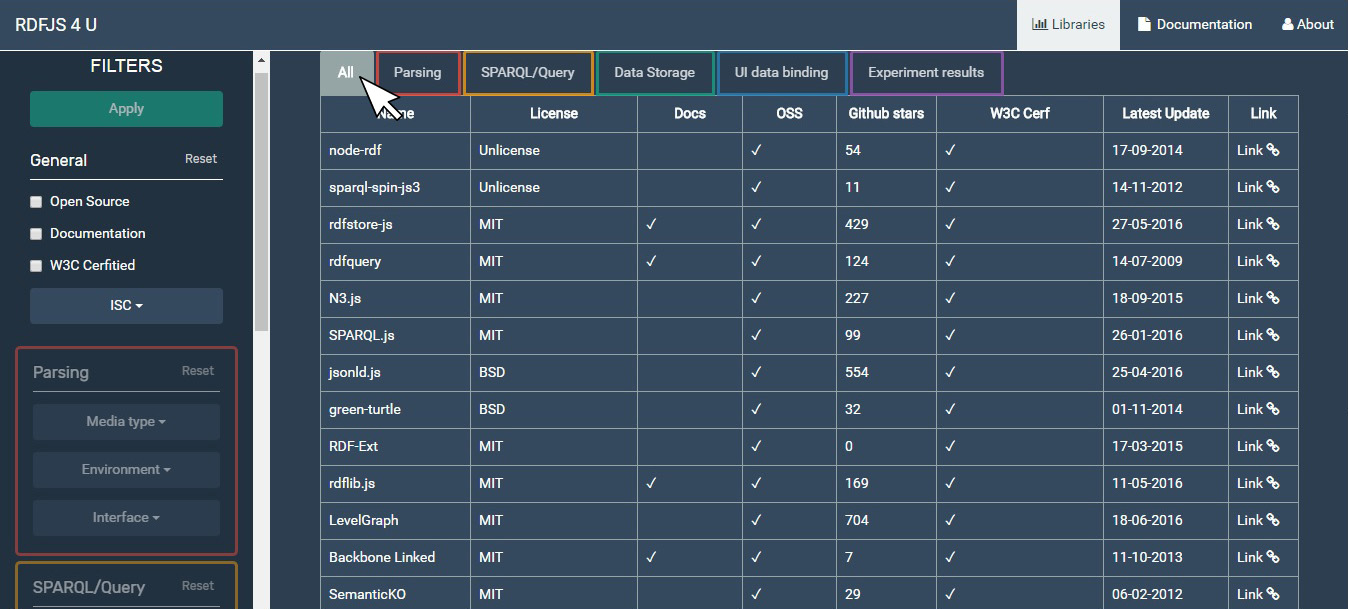 RDFJS 4 U
Libraries
Documentation
About
FILTERS
Apply
General Reset
Open Source
Documentation
W3C Cerfitied
ISC
Parsing Reset
Media type
Environment
Interface
SPARQL/Query Reset
All Parsing SPARQL/Query Data Storage UI data binding Experiment results
Name License Docs OSS Github stars W3C Cerf Latest Update Link
node-rdf Unlicense ✓ 54 ✓ 17-09-2014 Link
sparql-spin-js3 Unlicense ✓ 11 ✓ 14-11-2012 Link
rdfstore-js MIT ✓ ✓ 429 ✓ 27-05-2016 Link
rdfquery MIT ✓ ✓ 124 ✓ 14-07-2009 Link
N3.js MIT ✓ 227 ✓ 18-09-2015 Link
SPARQL.js MIT ✓ 99 ✓ 26-01-2016 Link
jsonld.js BSD ✓ 554 ✓ 25-04-2016 Link
green-turtle BSD ✓ 32 ✓ 01-11-2014 Link
RDF-Ext MIT ✓ 0 ✓ 17-03-2015 Link
rdflib.js MIT ✓ ✓ 169 ✓ 11-05-2016 Link
LevelGraph MIT ✓ 704 ✓ 18-06-2016 Link
Backbone Linked MIT ✓ ✓ 7 ✓ 11-10-2013 Link
SemanticKO MIT ✓ 29 ✓ 06-02-2012 Link